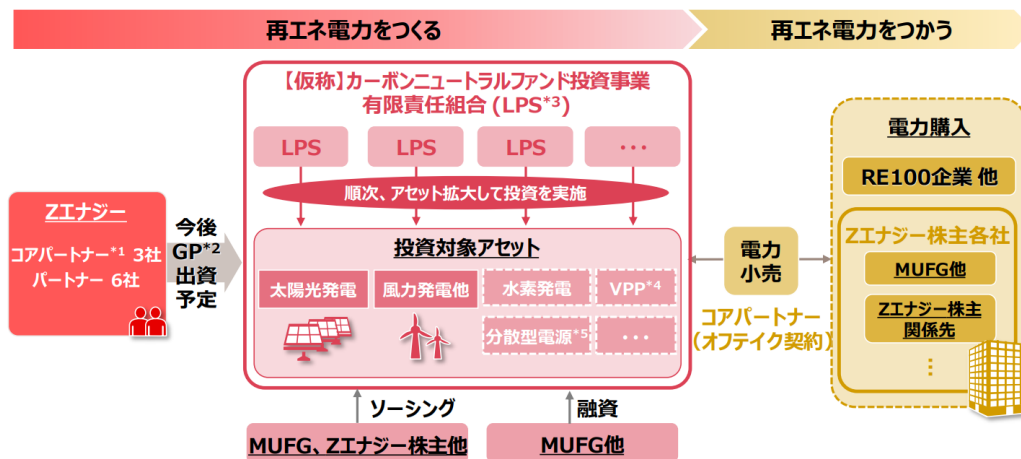 再エネ電力をつくる
再エネ電力をつかう
Zエナジー
コアパートナー*1 3社
パートナー 6社
今後
GP*2
出資
予定
【仮称】カーボンニュートラルファンド投資事業
有限責任組合 (LPS*3)
LPS
LPS
LPS
・・・
順次、アセット拡大して投資を実施
投資対象アセット
太陽光発電
風力発電他
水素発電
VPP*4
分散型電源*5
・・・
ソーシング
融資
MUFG、Zエナジー株主他
MUFG他
電力
小売
コアパートナー
(オフテイク契約)
電力購入
RE100企業 他
Zエナジー株主各社
MUFG他
Zエナジー株主
関係先
⋮